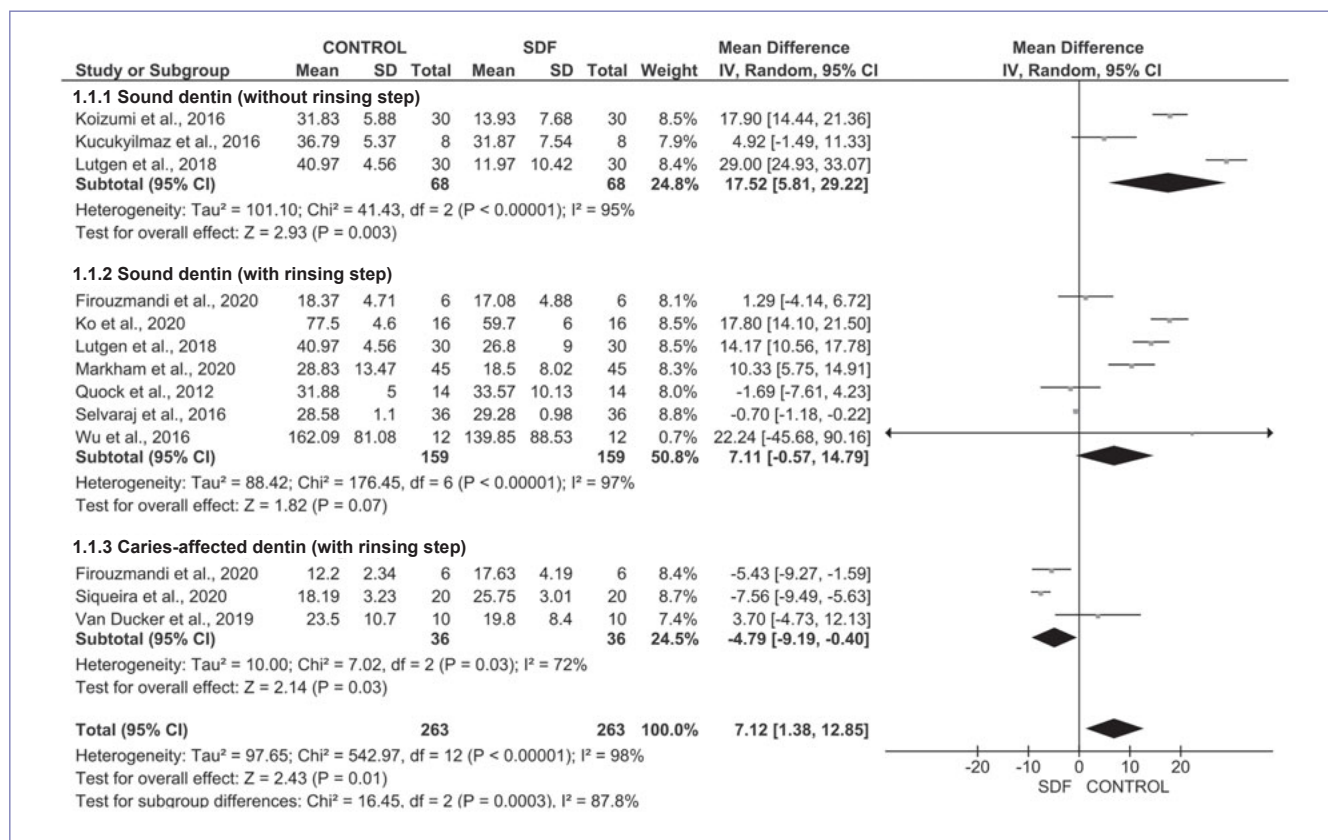 CONTROL SDF Mean Difference Mean Difference
Study or Subgroup Mean SD Total Mean SD Total Weight IV, Random, 95% CI IV, Random, 95% CI
1.1.1 Sound dentin (without rinsing step)
Koizumi et al., 2016 31.83 5.88 30 13.93 7.68 30 8.5% 17.90 [14.44, 21.36]
Kucukyilmaz et al., 2016 36.79 5.37 8 31.87 7.54 8 7.9% 4.92 [-1.49, 11.33]
Lutgen et al., 2018 40.97 4.56 30 11.97 10.42 30 8.4% 29.00 [24.93, 33.07]
Subtotal (95% CI) 68 68 24.8% 17.52 [5.81, 29.22]
Heterogeneity: Tau² = 101.10; Chi² = 41.43, df = 2 (P < 0.00001); I² = 95%
Test for overall effect: Z = 2.93 (P = 0.003)
1.1.2 Sound dentin (with rinsing step)
Firouzmandi et al., 2020 18.37 4.71 6 17.08 4.88 6 8.1% 1.29 [-4.14, 6.72]
Ko et al., 2020 77.5 4.6 16 59.7 6 16 8.5% 17.80 [14.10, 21.50]
Lutgen et al., 2018 40.97 4.56 30 26.8 9 30 8.5% 14.17 [10.56, 17.78]
Markham et al., 2020 28.83 13.47 45 18.5 8.02 45 8.3% 10.33 [5.75, 14.91]
Quock et al., 2012 31.88 5 14 33.57 10.13 14 8.0% -1.69 [-7.61, 4.23]
Selvaraj et al., 2016 28.58 1.1 36 29.28 0.98 36 8.8% -0.70 [-1.18, -0.22]
Wu et al., 2016 162.09 81.08 12 139.85 88.53 12 0.7% 22.24 [-45.68, 90.16]
Subtotal (95% CI) 159 159 50.8% 7.11 [-0.57, 14.79]
Heterogeneity: Tau² = 88.42; Chi² = 176.45, df = 6 (P < 0.00001); I² = 97%
Test for overall effect: Z = 1.82 (P = 0.07)
1.1.3 Caries-affected dentin (with rinsing step)
Firouzmandi et al., 2020 12.2 2.34 6 17.63 4.19 6 8.4% -5.43 [-9.27, -1.59]
Siqueira et al., 2020 18.19 3.23 20 25.75 3.01 20 8.7% -7.56 [-9.49, -5.63]
Van Ducker et al., 2019 23.5 10.7 10 19.8 8.4 10 7.4% 3.70 [-4.73, 12.13]
Subtotal (95% CI) 36 36 24.5% -4.79 [-9.19, -0.40]
Heterogeneity: Tau² = 10.00; Chi² = 7.02, df = 2 (P = 0.03); I² = 72%
Test for overall effect: Z = 2.14 (P = 0.03)
Total (95% CI) 263 263 100.0% 7.12 [1.38, 12.85]
Heterogeneity: Tau² = 97.65; Chi² = 542.97, df = 12 (P < 0.00001); I² = 98%
Test for overall effect: Z = 2.43 (P = 0.01)
Test for subgroup differences: Chi² = 16.45, df = 2 (P = 0.0003), I² = 87.8%
-20 -10 0 10 20
SDF CONTROL